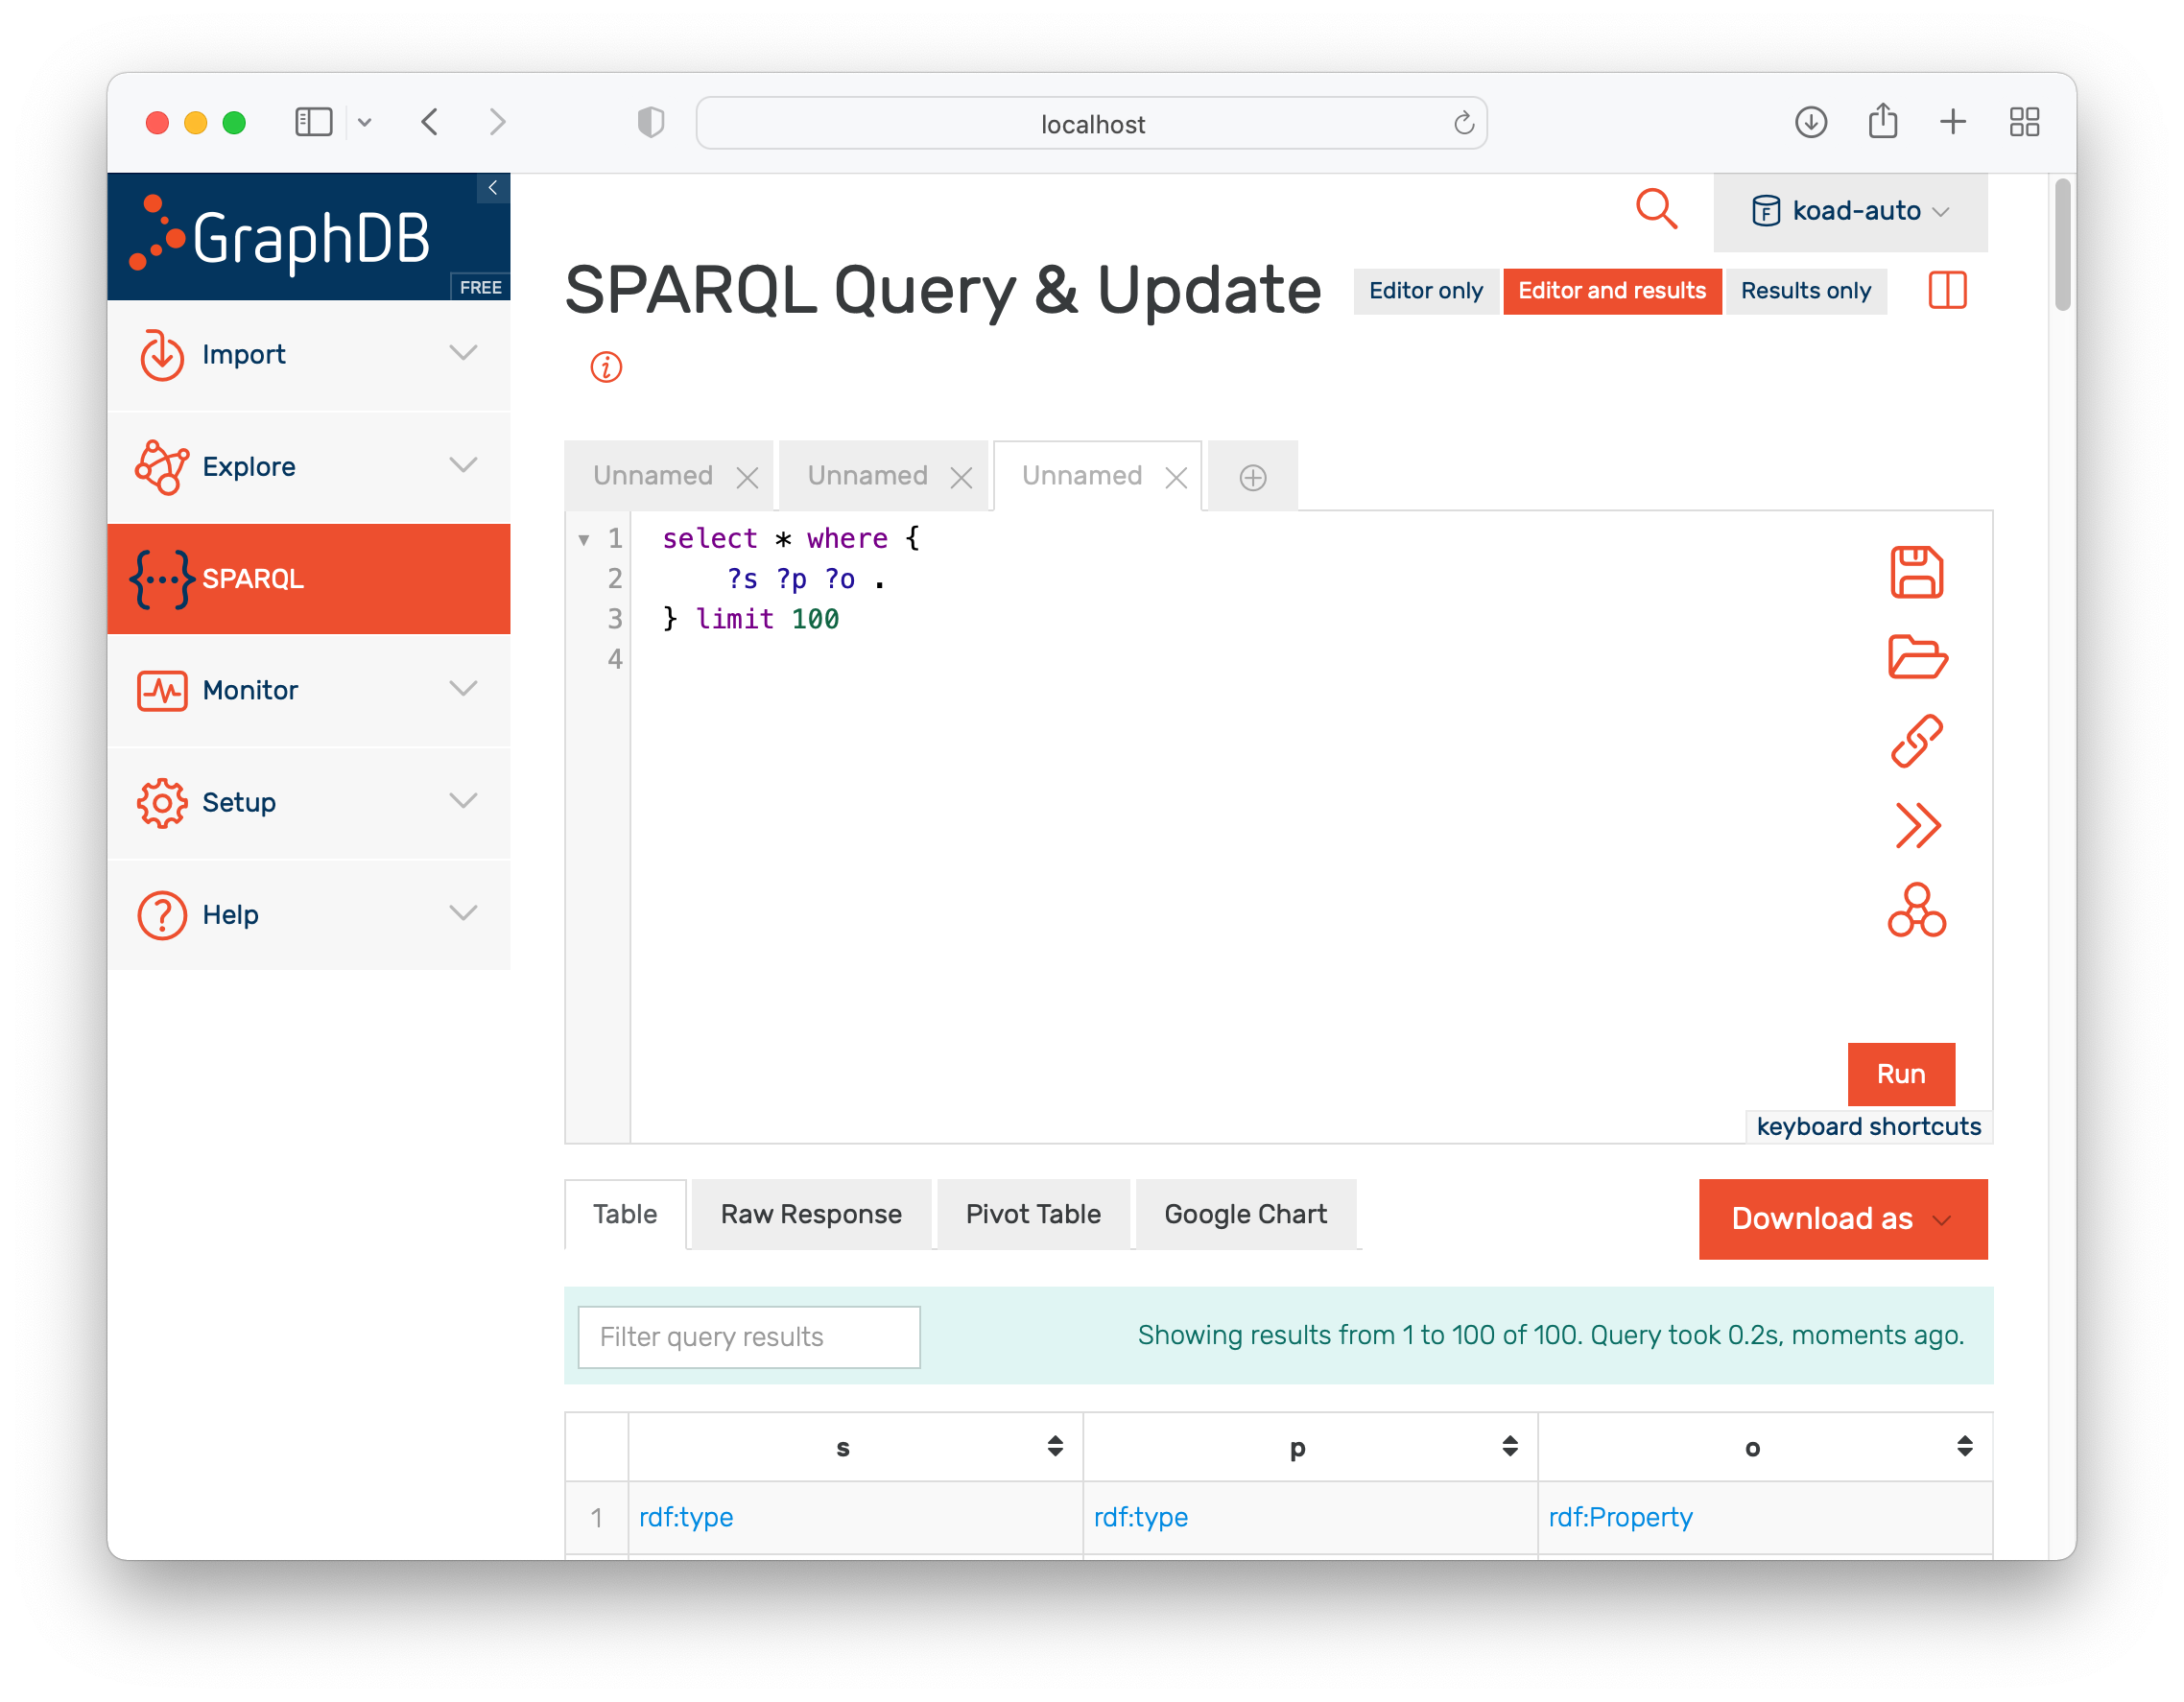 localhost
GraphDB
FREE
koad-auto
SPARQL Query & Update
Editor only
Editor and results
Results only
Import
Explore
SPARQL
Monitor
Setup
Help
Unnamed
Unnamed
Unnamed
1 select * where {
2 ?s ?p ?o .
3 } limit 100
4
Run
keyboard shortcuts
Table
Raw Response
Pivot Table
Google Chart
Download as
Filter query results
Showing results from 1 to 100 of 100. Query took 0.2s, moments ago.
s p o
1 rdf:type rdf:type rdf:Property